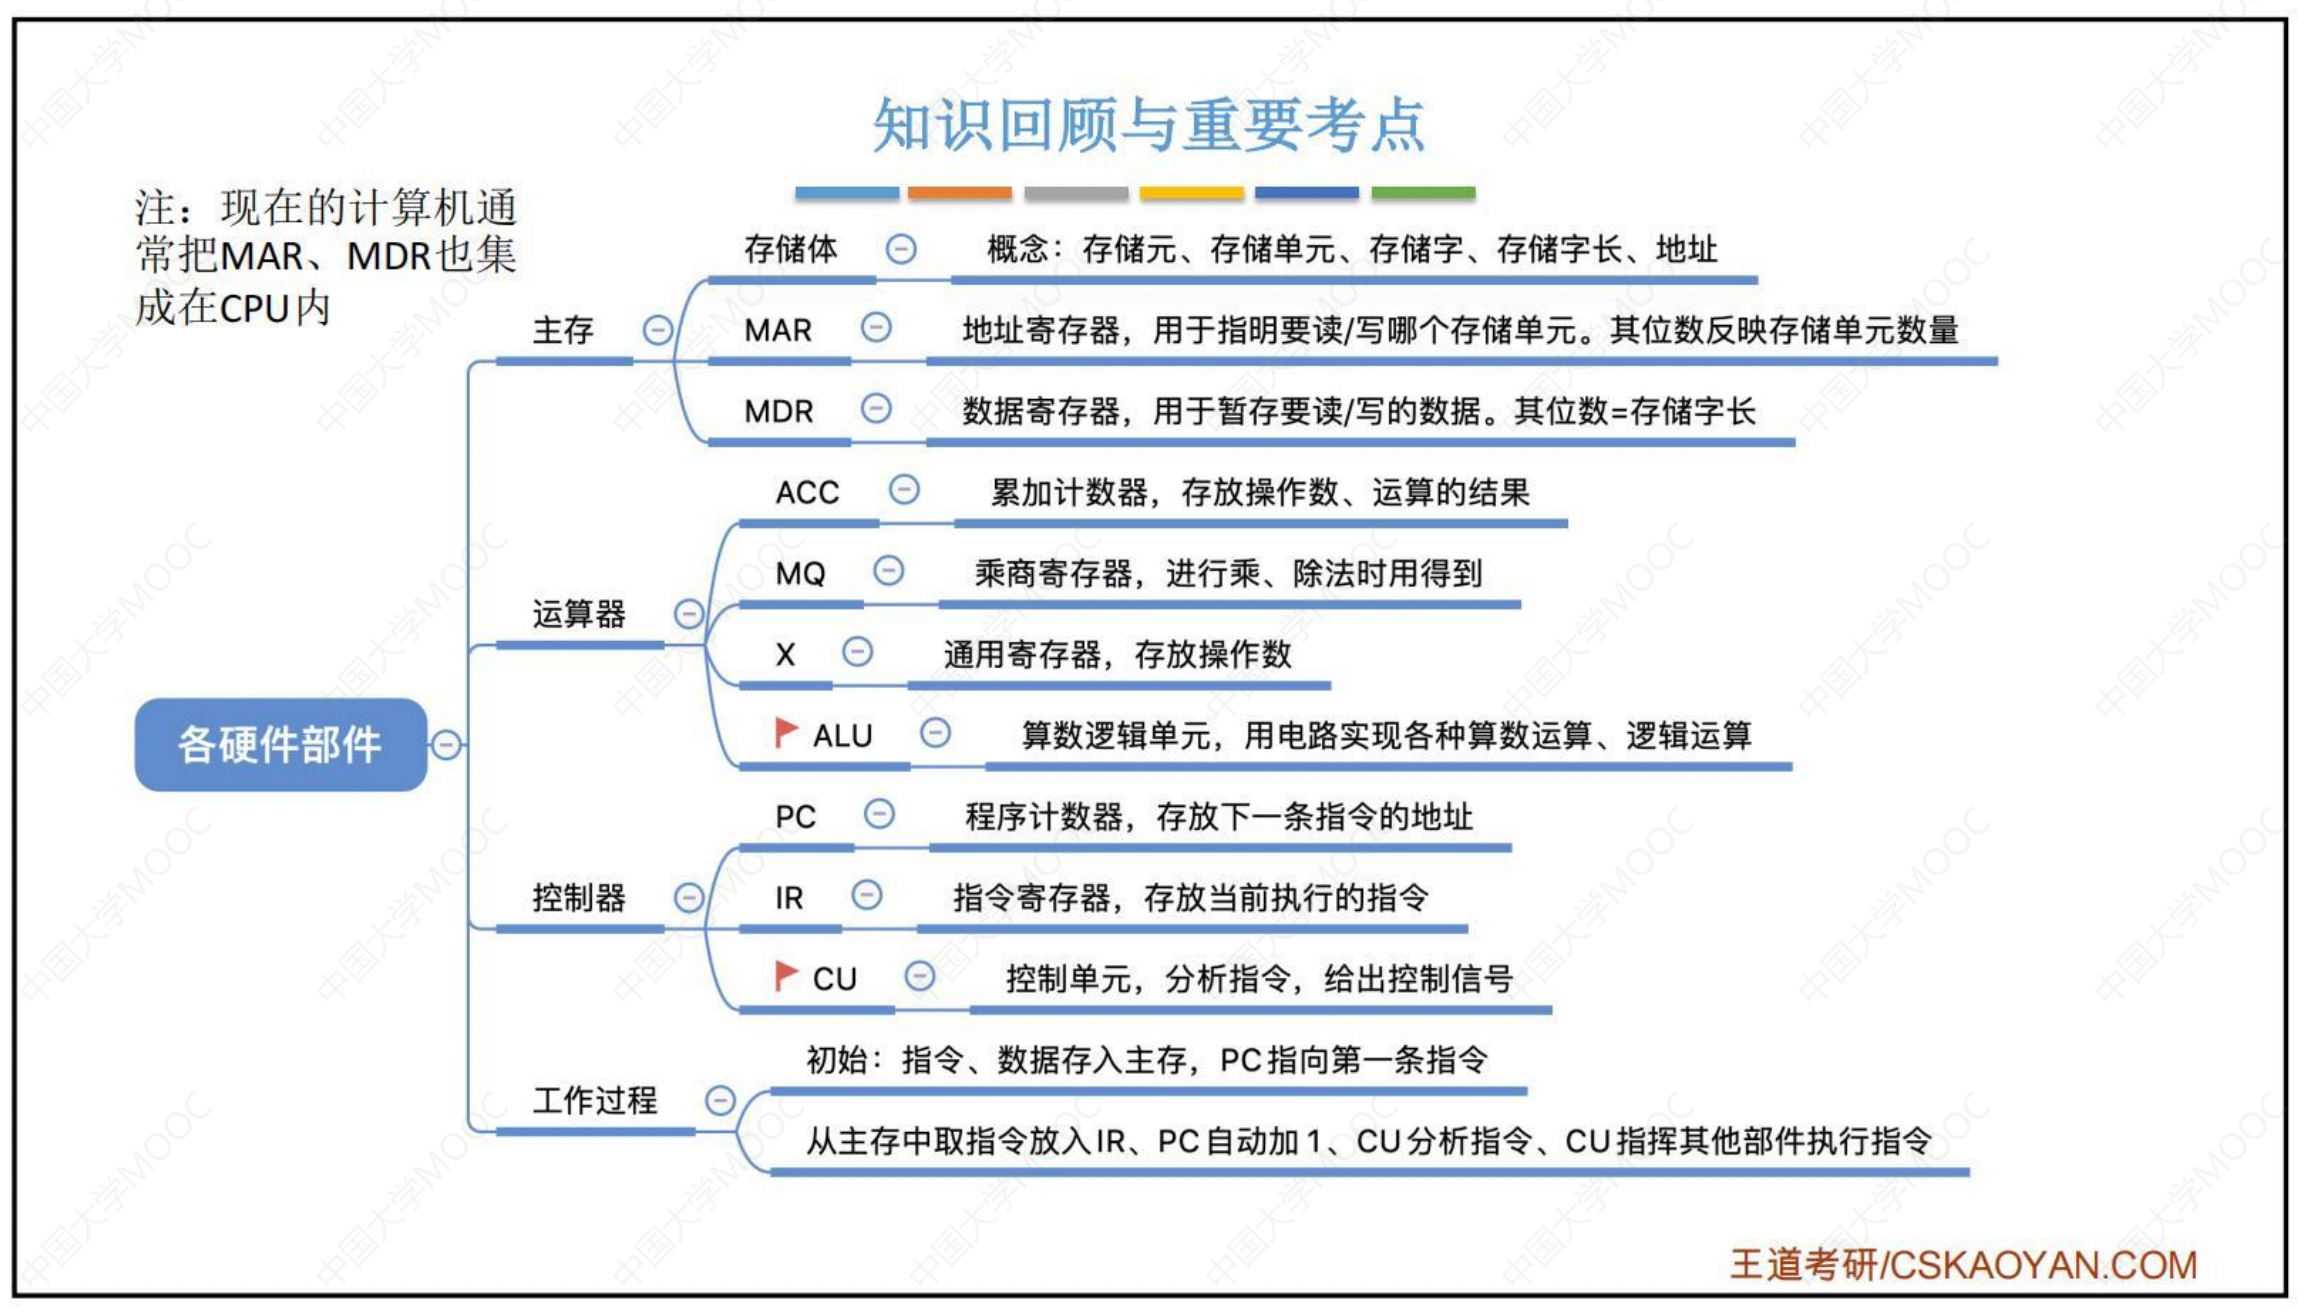 知识回顾与重要考点
注：现在的计算机通
常把MAR、MDR也集
成在CPU内
各硬件部件
主存
存储体
概念：存储元、存储单元、存储字、存储字长、地址
MAR
地址寄存器，用于指明要读/写哪个存储单元。其位数反映存储单元数量
MDR
数据寄存器，用于暂存要读/写的数据。其位数=存储字长
运算器
ACC
累加计数器，存放操作数、运算的结果
MQ
乘商寄存器，进行乘、除法时用得到
X
通用寄存器，存放操作数
ALU
算数逻辑单元，用电路实现各种算数运算、逻辑运算
控制器
PC
程序计数器，存放下一条指令的地址
IR
指令寄存器，存放当前执行的指令
CU
控制单元，分析指令，给出控制信号
工作过程
初始：指令、数据存入主存，PC指向第一条指令
从主存中取指令放入IR、PC自动加1、CU分析指令、CU指挥其他部件执行指令
王道考研/CSKAOYAN.COM
中国大学MOOC